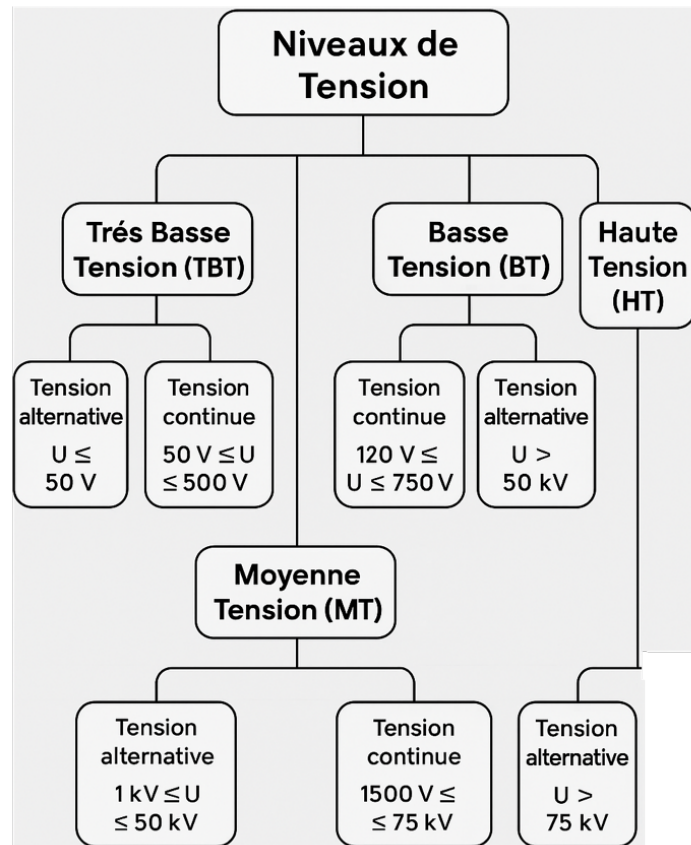 Niveaux de
Tension
Trés Basse
Tension (TBT)
Basse
Tension (BT)
Haute
Tension
(HT)
Tension
alternative
U ≤
50 V
Tension
continue
50 V ≤ U
≤ 500 V
Tension
continue
120 V ≤
U ≤ 750 V
Tension
alternative
U >
50 kV
Moyenne
Tension (MT)
Tension
alternative
1 kV ≤ U
≤ 50 kV
Tension
continue
1500 V ≤
≤ 75 kV
Tension
alternative
U >
75 kV